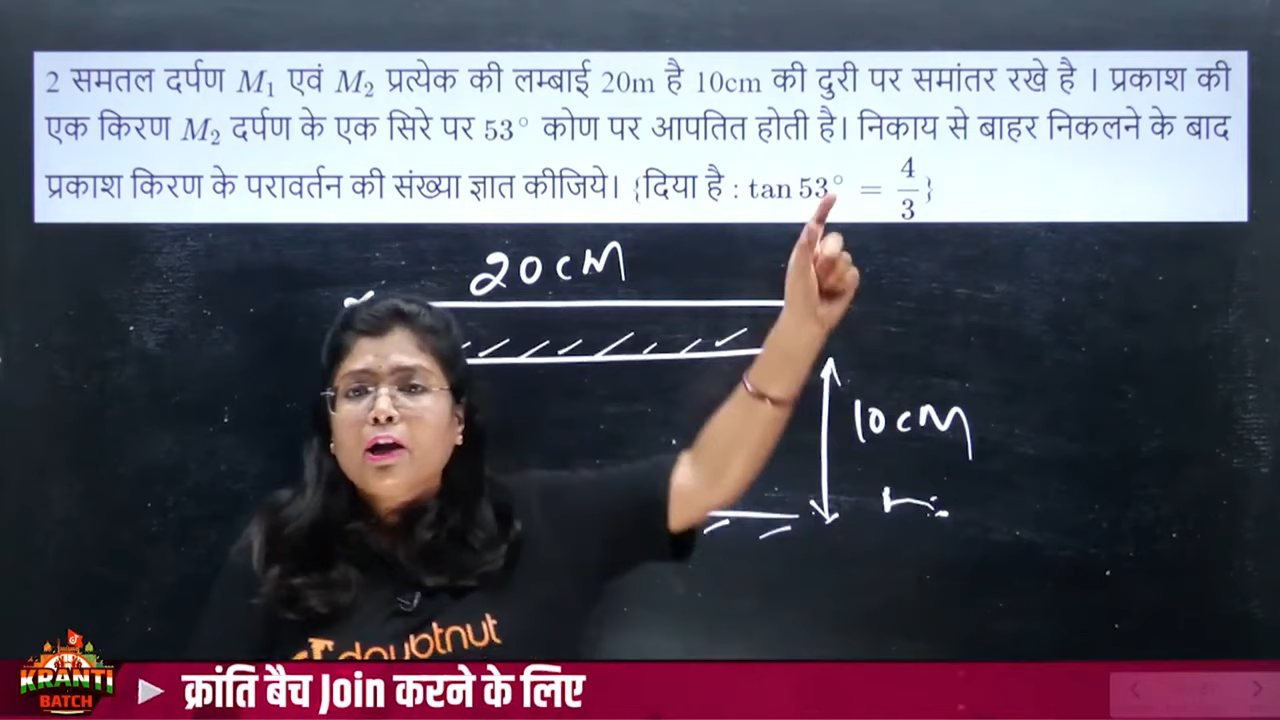 2 समतल दर्पण M₁ एवं M₂ प्रत्येक की लम्बाई 20m है 10cm की दुरी पर समांतर रखे है । प्रकाश की
एक किरण M₂ दर्पण के एक सिरे पर 53° कोण पर आपतित होती है। निकाय से बाहर निकलने के बाद
प्रकाश किरण के परावर्तन की संख्या ज्ञात कीजिये। {दिया है : tan 53° = 4/3}
20cM
10cM
doubtnut
KRANTI
BATCH
क्रांति बैच Join करने के लिए